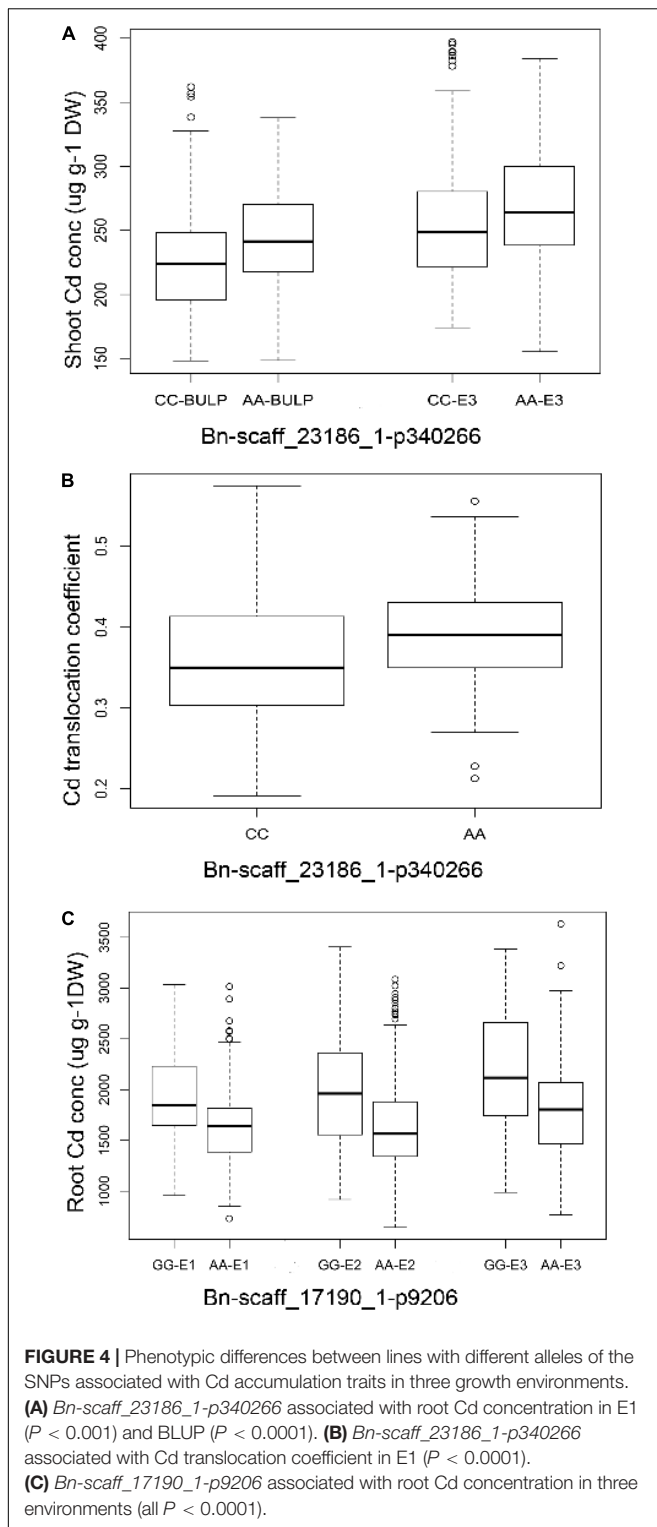 A
Shoot Cd conc (ug g-1 DW)
400
350
300
250
200
150
CC-BULP AA-BULP CC-E3 AA-E3
Bn-scaff_23186_1-p340266
B
Cd translocation coefficient
0.5
0.4
0.3
0.2
CC AA
Bn-scaff_23186_1-p340266
C
Root Cd conc (ug g-1DW)
3500
3000
2500
2000
1500
1000
GG-E1 AA-E1 GG-E2 AA-E2 GG-E3 AA-E3
Bn-scaff_17190_1-p9206
FIGURE 4 | Phenotypic differences between lines with different alleles of the
SNPs associated with Cd accumulation traits in three growth environments.
(A) Bn-scaff_23186_1-p340266 associated with root Cd concentration in E1
(P < 0.001) and BLUP (P < 0.0001). (B) Bn-scaff_23186_1-p340266
associated with Cd translocation coefficient in E1 (P < 0.0001).
(C) Bn-scaff_17190_1-p9206 associated with root Cd concentration in three
environments (all P < 0.0001).